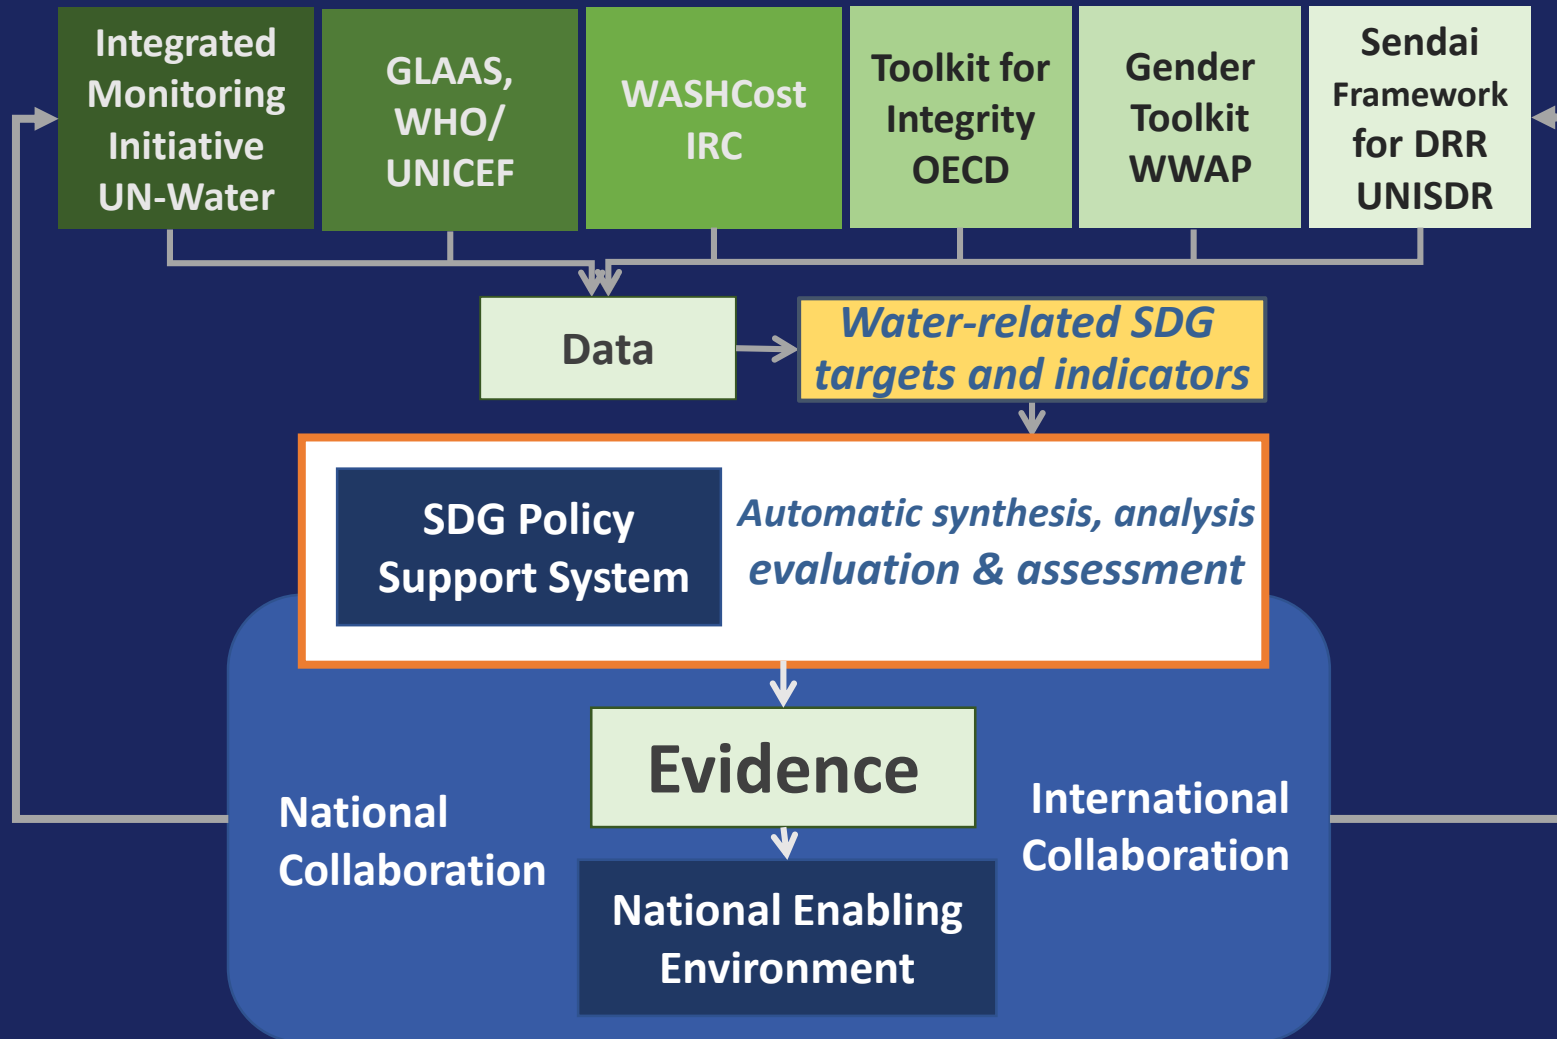 Integrated
Monitoring
Initiative
UN-Water
GLAAS,
WHO/
UNICEF
WASHCost
IRC
Toolkit for
Integrity
OECD
Gender
Toolkit
WWAP
Sendai
Framework
for DRR
UNISDR
Data
Water-related SDG
targets and indicators
SDG Policy
Support System
Automatic synthesis, analysis
evaluation & assessment
Evidence
National
Collaboration
International
Collaboration
National Enabling
Environment